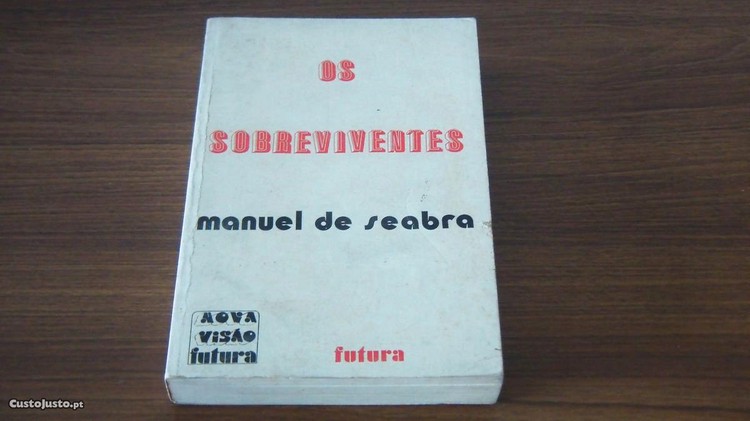 OS
SOBREVIVENTES
manuel de seabra
NOVA
VISÃO
futura
futura
CustoJusto.pt